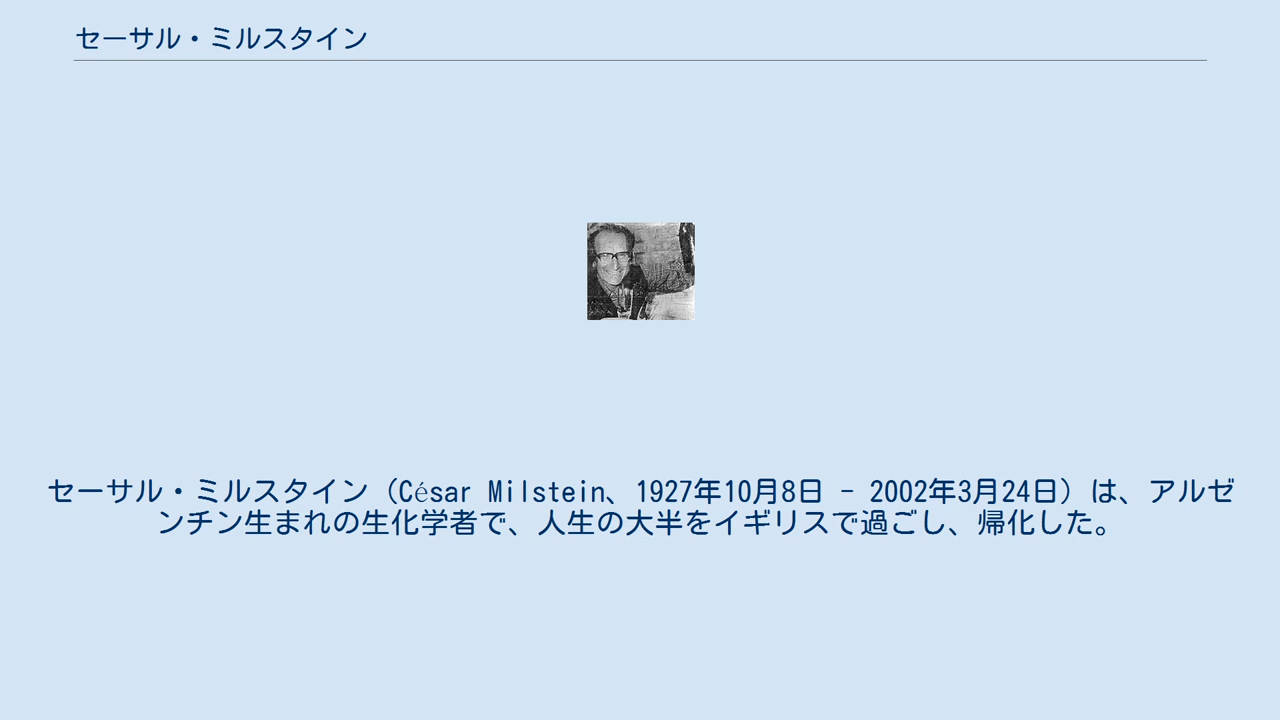 セーサル・ミルスタイン
セーサル・ミルスタイン（César Milstein、1927年10月8日 - 2002年3月24日）は、アルゼ
ンチン生まれの生化学者で、人生の大半をイギリスで過ごし、帰化した。